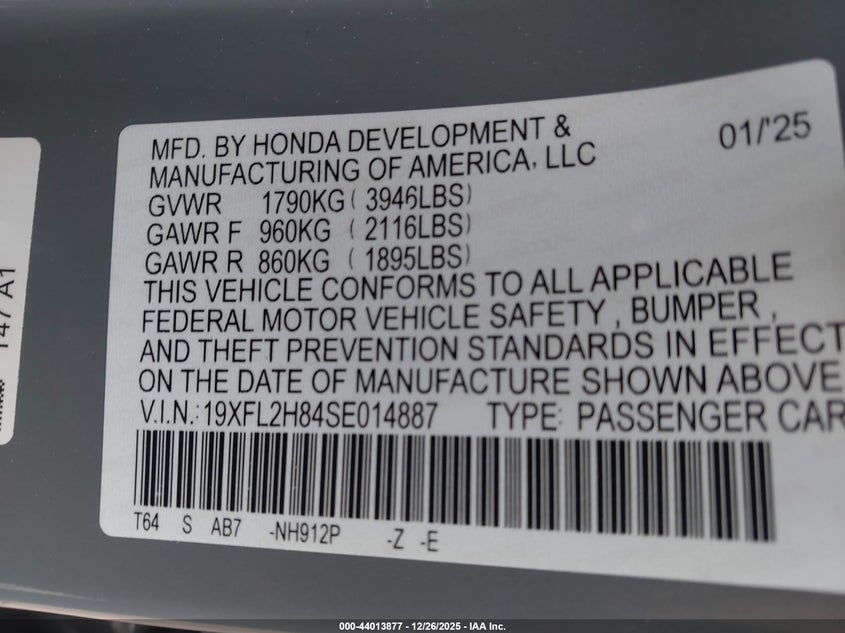 MFD. BY HONDA DEVELOPMENT & 01/'25
MANUFACTURING OF AMERICA, LLC
GVWR 1790KG ( 3946LBS)
GAWR F 960KG ( 2116LBS)
GAWR R 860KG ( 1895LBS)
THIS VEHICLE CONFORMS TO ALL APPLICABLE
FEDERAL MOTOR VEHICLE SAFETY , BUMPER ,
AND THEFT PREVENTION STANDARDS IN EFFECT
ON THE DATE OF MANUFACTURE SHOWN ABOVE
V.I.N.: 19XFL2H84SE014887 TYPE: PASSENGER CAR
T64 S AB7 -NH912P -Z -E
T47 A1
000-44013877 - 12/26/2025 - IAA Inc.